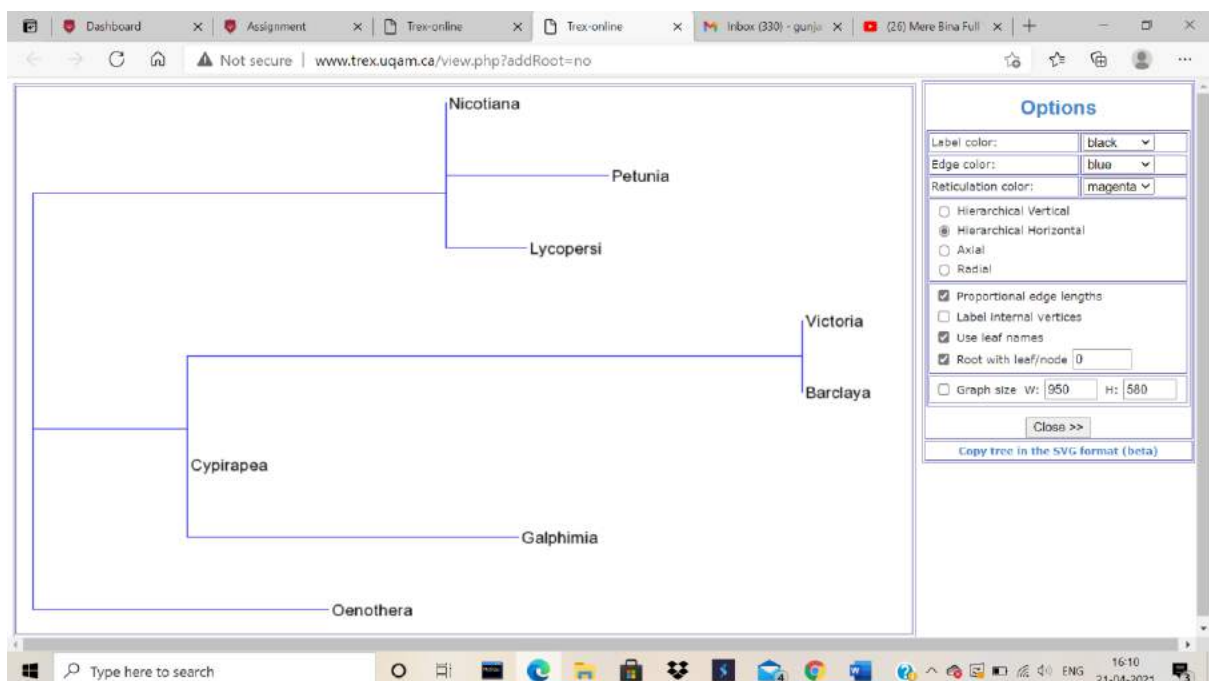 Dashboard
Assignment
Trex-online
Trex-online
Inbox (330) - gunja
(26) Mere Bina Full
Not secure | www.trex.uqam.ca/view.php?addRoot=no
Nicotiana
Petunia
Lycopersi
Victoria
Barclaya
Cypirapea
Galphimia
Oenothera
Options
Label color: black
Edge color: blue
Reticulation color: magenta
Hierarchical Vertical
Hierarchical Horizontal
Axial
Radial
Proportional edge lengths
Label internal vertices
Use leaf names
Root with leaf/node 0
Graph size W: 950 H: 580
Close >>
Copy tree in the SVG format (beta)
Type here to search
ENG
16:10
21-04-2021